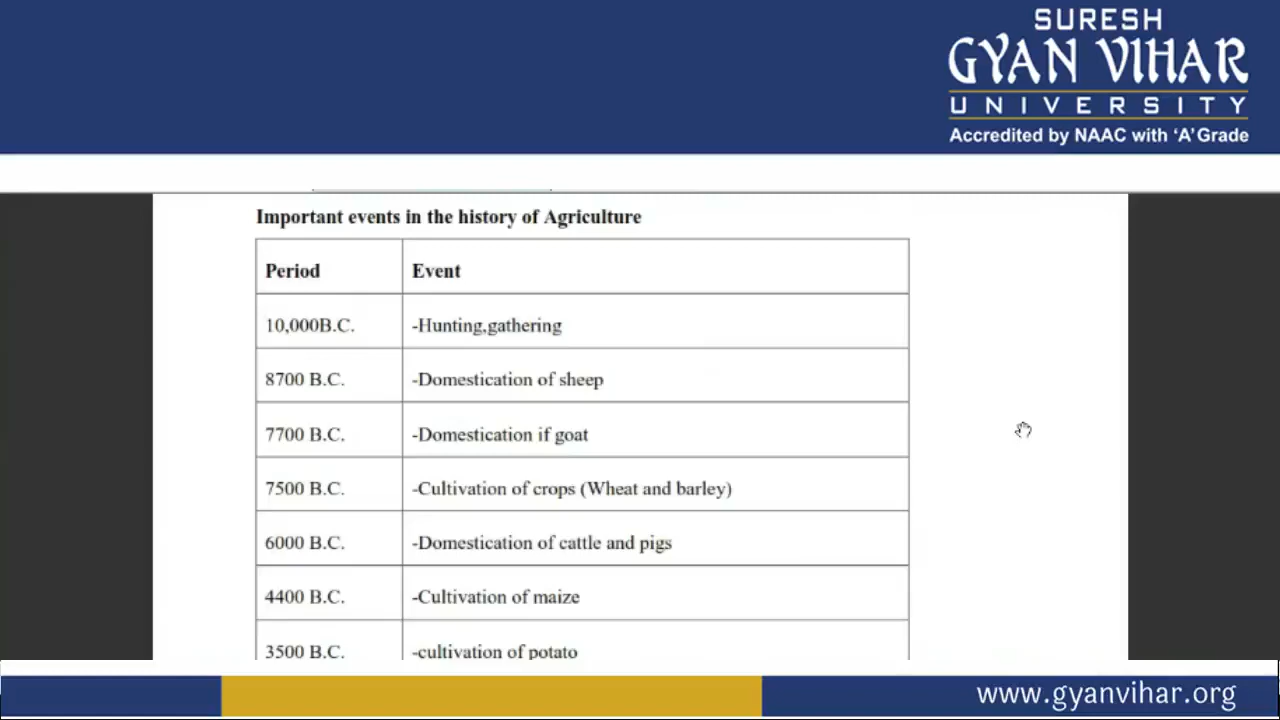 SURESH
GYAN VIHAR
UNIVERSITY
Accredited by NAAC with ‘A’ Grade
Important events in the history of Agriculture
Period Event
10,000B.C. -Hunting,gathering
8700 B.C. -Domestication of sheep
7700 B.C. -Domestication if goat
7500 B.C. -Cultivation of crops (Wheat and barley)
6000 B.C. -Domestication of cattle and pigs
4400 B.C. -Cultivation of maize
3500 B.C. -cultivation of potato
www.gyanvihar.org